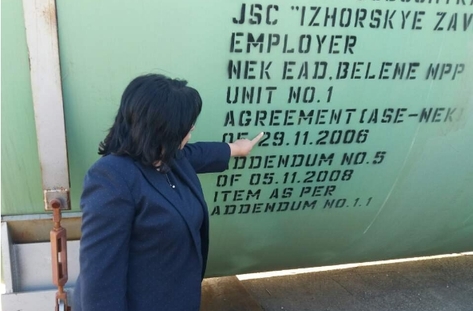 JSC "IZHORSKYE ZAV
EMPLOYER
NEK EAD, BELENE NPP
UNIT NO.1
AGREEMENT (ASE-NEK)
OF 29.11.2006
ADDENDUM NO.5
OF 05.11.2008
ITEM AS PER
ADDENDUM NO.1.1